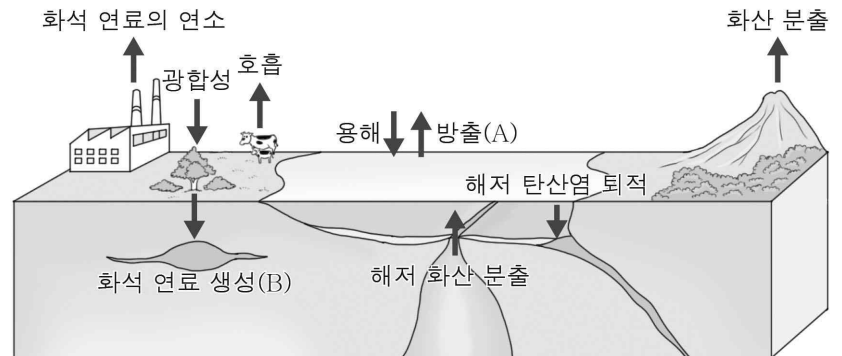 화석 연료의 연소
화산 분출
광합성
호흡
용해
방출(A)
해저 탄산염 퇴적
화석 연료 생성(B)
해저 화산 분출